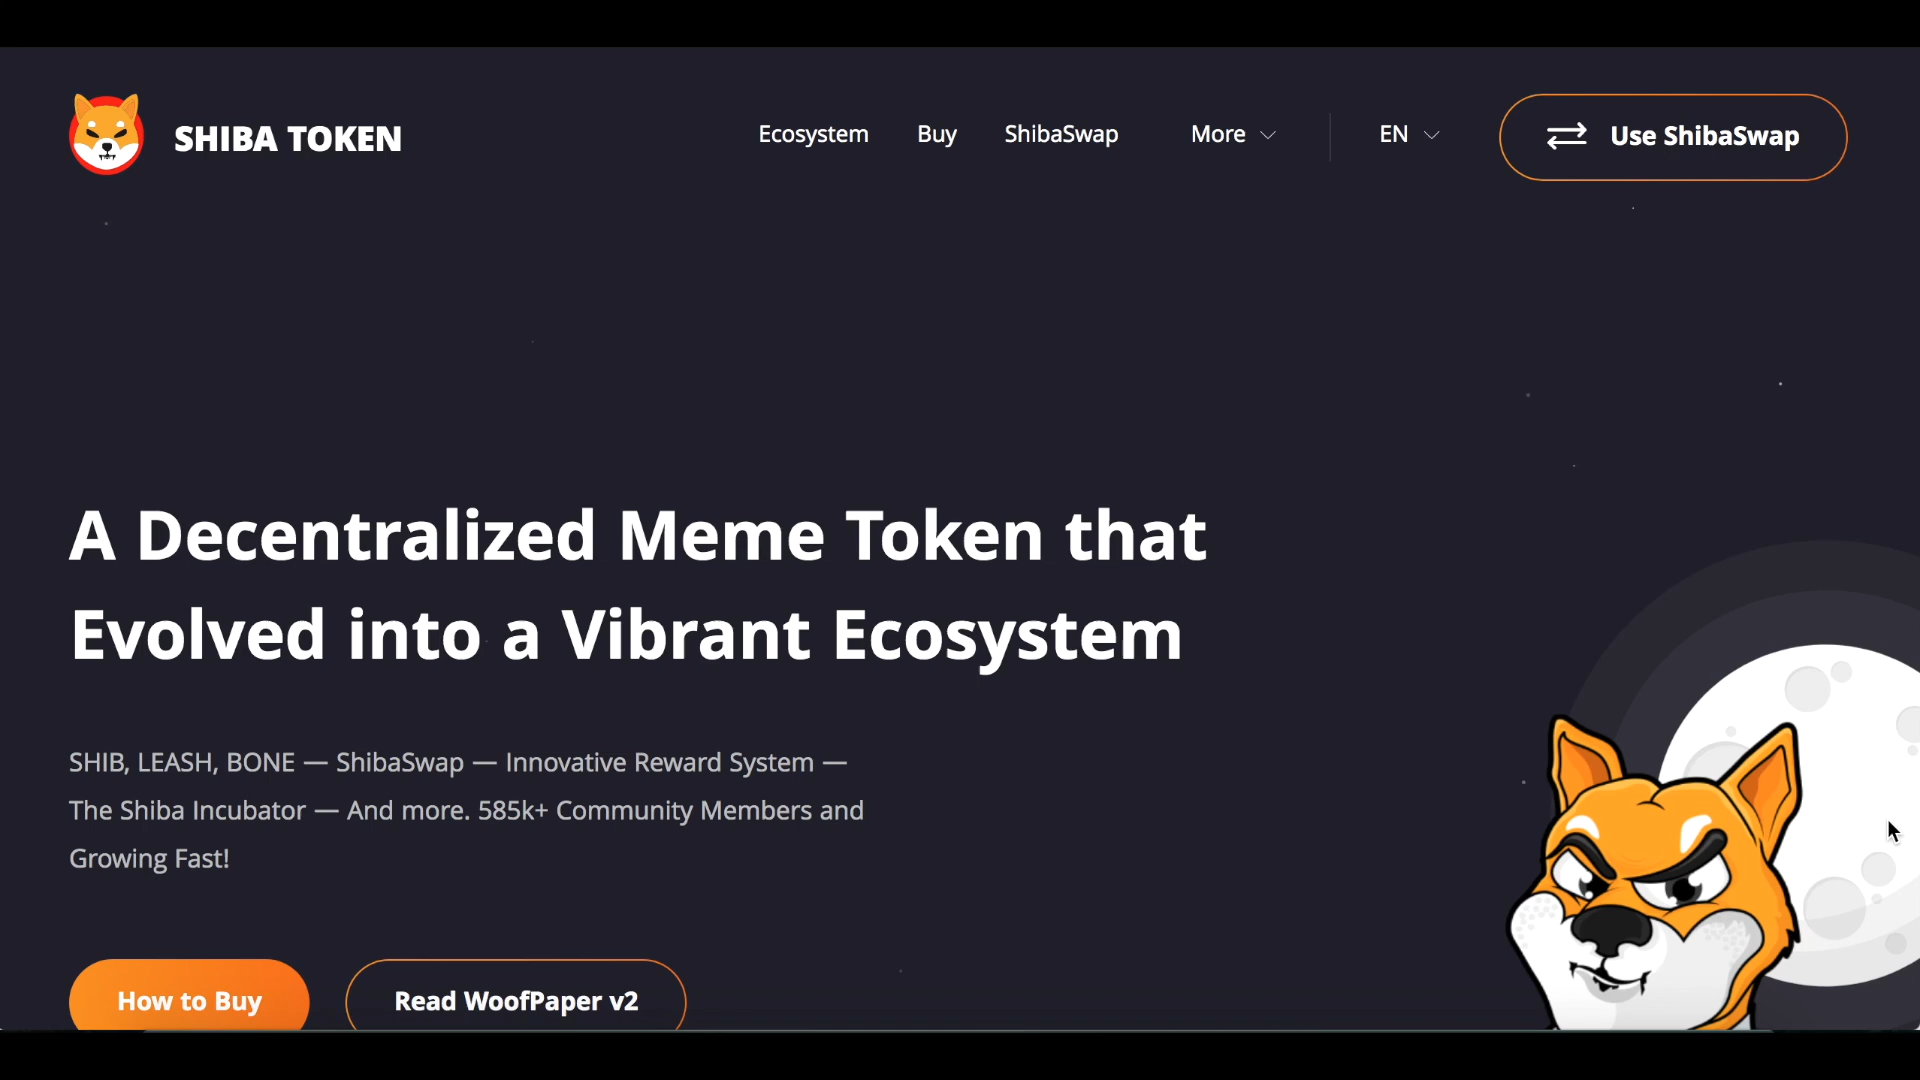 SHIBA TOKEN
Ecosystem
Buy
ShibaSwap
More
EN
Use ShibaSwap
A Decentralized Meme Token that
Evolved into a Vibrant Ecosystem
SHIB, LEASH, BONE — ShibaSwap — Innovative Reward System —
The Shiba Incubator — And more. 585k+ Community Members and
Growing Fast!
How to Buy
Read WoofPaper v2